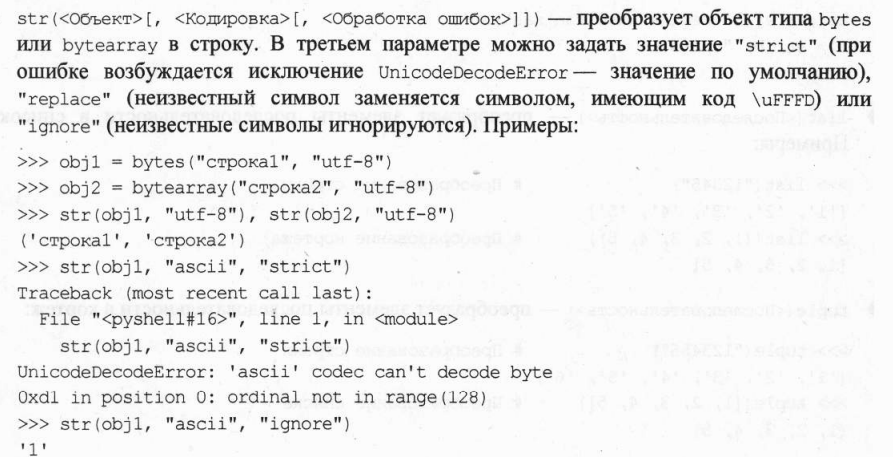 str(<Объект>[, <Кодировка>[, <Обработка ошибок>]]) — преобразует объект типа bytes
или bytearray в строку. В третьем параметре можно задать значение "strict" (при
ошибке возбуждается исключение UnicodeDecodeError — значение по умолчанию),
"replace" (неизвестный символ заменяется символом, имеющим код \uFFFD) или
"ignore" (неизвестные символы игнорируются). Примеры:
>>> obj1 = bytes("строка1", "utf-8")
>>> obj2 = bytearray("строка2", "utf-8")
>>> str(obj1, "utf-8"), str(obj2, "utf-8")
('строка1', 'строка2')
>>> str(obj1, "ascii", "strict")
Traceback (most recent call last):
  File "<pyshell#16>", line 1, in <module>
    str(obj1, "ascii", "strict")
UnicodeDecodeError: 'ascii' codec can't decode byte
0xd1 in position 0: ordinal not in range(128)
>>> str(obj1, "ascii", "ignore")
'1'